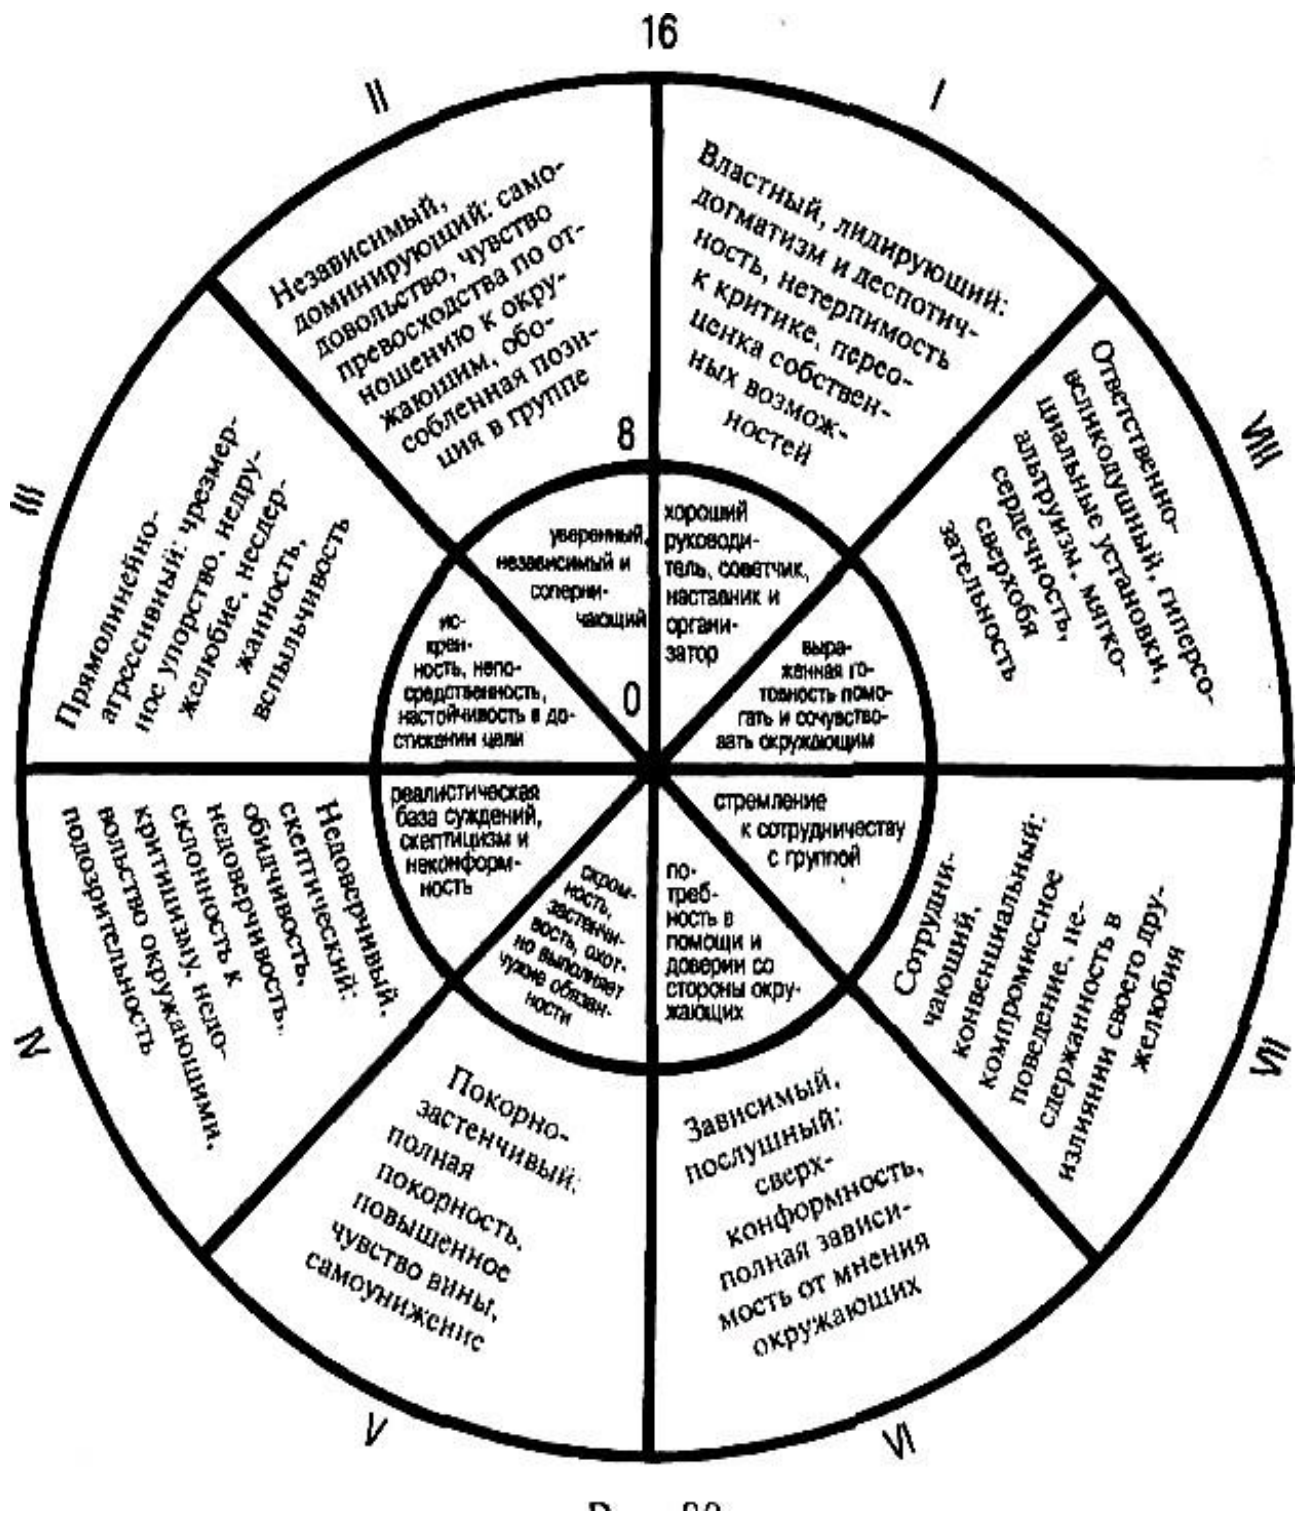 16
I
Властный, лидирующий:
догматизм и деспотич-
ность, нетерпимость
к критике, перео-
ценка собствен-
ных возмож-
ностей
хороший
руководи-
тель, советчик,
наставник и
органи-
затор
II
Независимый,
доминирующий: само-
довольство, чувство
превосходства по от-
ношению к окру-
жающим, обо-
собленная пози-
ция в группе
уверенный,
независимый и
соперни-
чающий
8
0
III
Прямолинейно-
агрессивный: чрезмер-
ное упорство, недру-
желюбие, несдер-
жанность,
вспыльчивость
ис-
крен-
ность, непо-
средственность,
настойчивость в до-
стижении цели
IV
Недоверчивый,
скептический:
обидчивость,
недоверчивость,
склонность к
критицизму, недо-
вольство окружающими,
подозрительность
реалистическая
база суждений,
скептицизм и
неконформ-
ность
V
Покорно-
застенчивый:
полная
покорность,
повышенное
чувство вины,
самоунижение
скром-
ность,
застенчи-
вость, охот-
но выполняет
чужие обязан-
ности
VI
Зависимый,
послушный:
сверх-
конформность,
полная зависи-
мость от мнения
окружающих
по-
треб-
ность в
помощи и
доверии со
стороны окру-
жающих
VII
Сотрудни-
чающий,
конвенциальный:
компромиссное
поведение, не-
сдержанность в
излиянии своего дру-
желюбия
стремление
к сотрудничеству
с группой
VIII
Ответственно-
великодушный, гиперсо-
циальные установки,
альтруизм, мягко-
сердечность,
сверхобя
зательность
выра-
женная го-
товность помо-
гать и сочувство-
вать окружающим